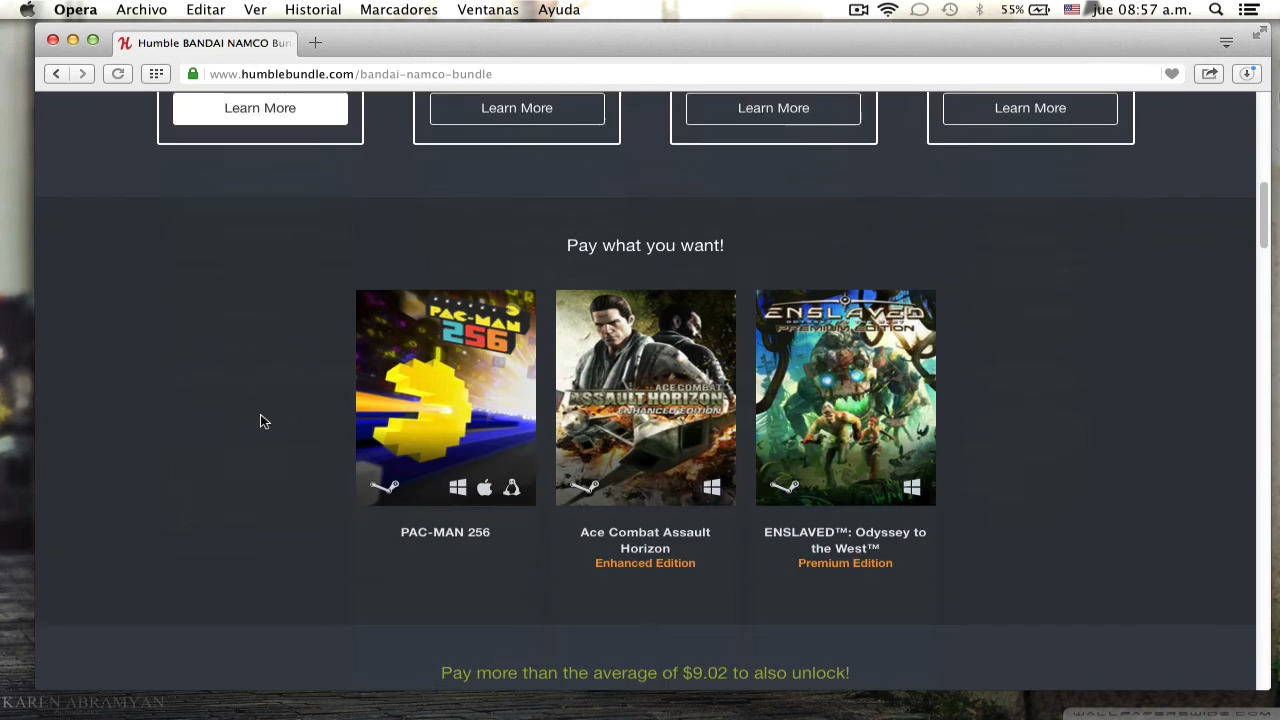 Opera Archivo Editar Ver Historial Marcadores Ventanas Ayuda 55% jue 08:57 a.m.
Humble BANDAI NAMCO Bun
www.humblebundle.com/bandai-namco-bundle
Learn More Learn More Learn More Learn More
Pay what you want!
PAC-MAN
256
ACE COMBAT
ASSAULT HORIZON
ENHANCED EDITION
ENSLAVED
PREMIUM EDITION
PAC-MAN 256
Ace Combat Assault
Horizon
Enhanced Edition
ENSLAVED™: Odyssey to
the West™
Premium Edition
Pay more than the average of $9.02 to also unlock!
KAREN ABRAMYAN
WALLPAPERSWIDE.COM